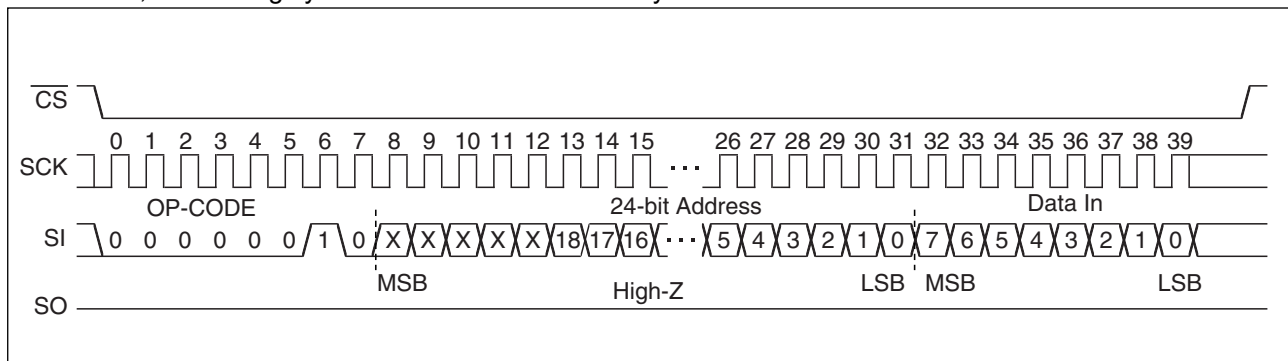 CS
0 1 2 3 4 5 6 7 8 9 10 11 12 13 14 15 26 27 28 29 30 31 32 33 34 35 36 37 38 39
SCK ···
OP-CODE 24-bit Address Data In
SI 0 0 0 0 0 0 1 0 X X X X X 18 17 16 ··· 5 4 3 2 1 0 7 6 5 4 3 2 1 0
MSB High-Z LSB MSB LSB
SO